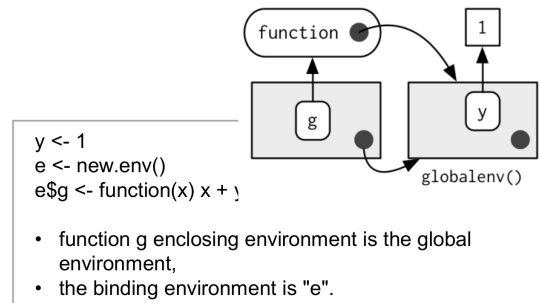 function
1
g
y
globalenv()
y <- 1
e <- new.env()
e$g <- function(x) x +
• function g enclosing environment is the global
environment,
• the binding environment is "e".